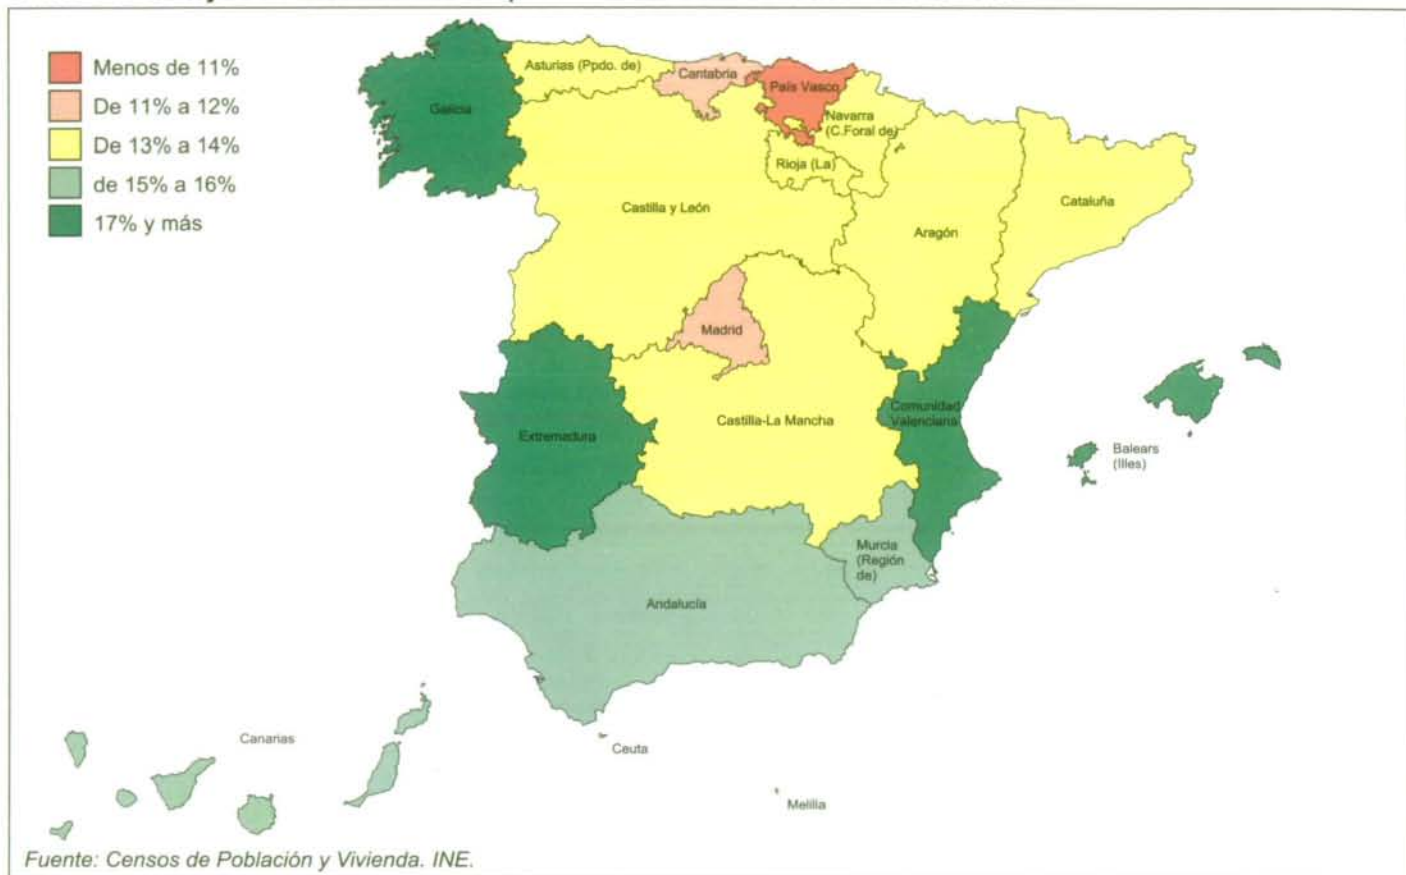 Menos de 11%
De 11% a 12%
De 13% a 14%
de 15% a 16%
17% y más
Asturias (Ppdo. de)
Cantabria
País Vasco
Galicia
Navarra
(C.Foral de)
Rioja (La)
Castilla y León
Cataluña
Aragón
Madrid
Comunidad
Valenciana
Castilla-La Mancha
Extremadura
Balears
(Illes)
Murcia
(Región
de)
Andalucía
Canarias
Ceuta
Melilla
Fuente: Censos de Población y Vivienda. INE.